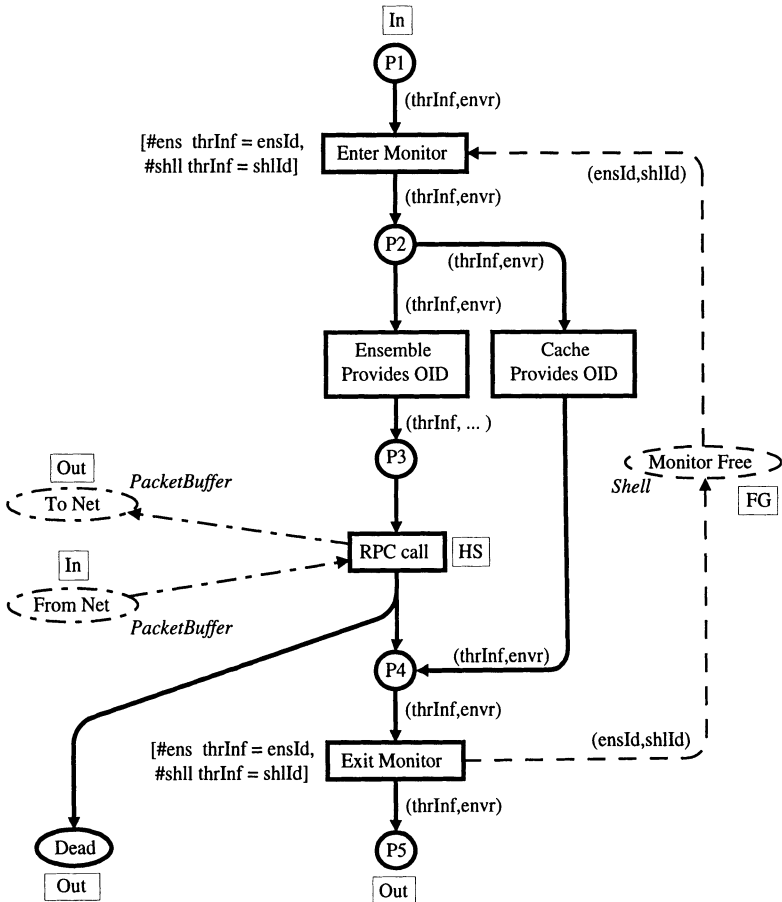 In
P1
(thrInf,envr)
[#ens thrInf = ensId,
#shll thrInf = shlId]
Enter Monitor
(ensId,shlId)
(thrInf,envr)
P2
(thrInf,envr)
(thrInf,envr)
Ensemble
Provides OID
Cache
Provides OID
(thrInf, ... )
P3
Out
To Net
PacketBuffer
Monitor Free
Shell
FG
RPC call
HS
In
From Net
PacketBuffer
P4
(thrInf,envr)
(thrInf,envr)
[#ens thrInf = ensId,
#shll thrInf = shlId]
Exit Monitor
(ensId,shlId)
(thrInf,envr)
Dead
Out
P5
Out